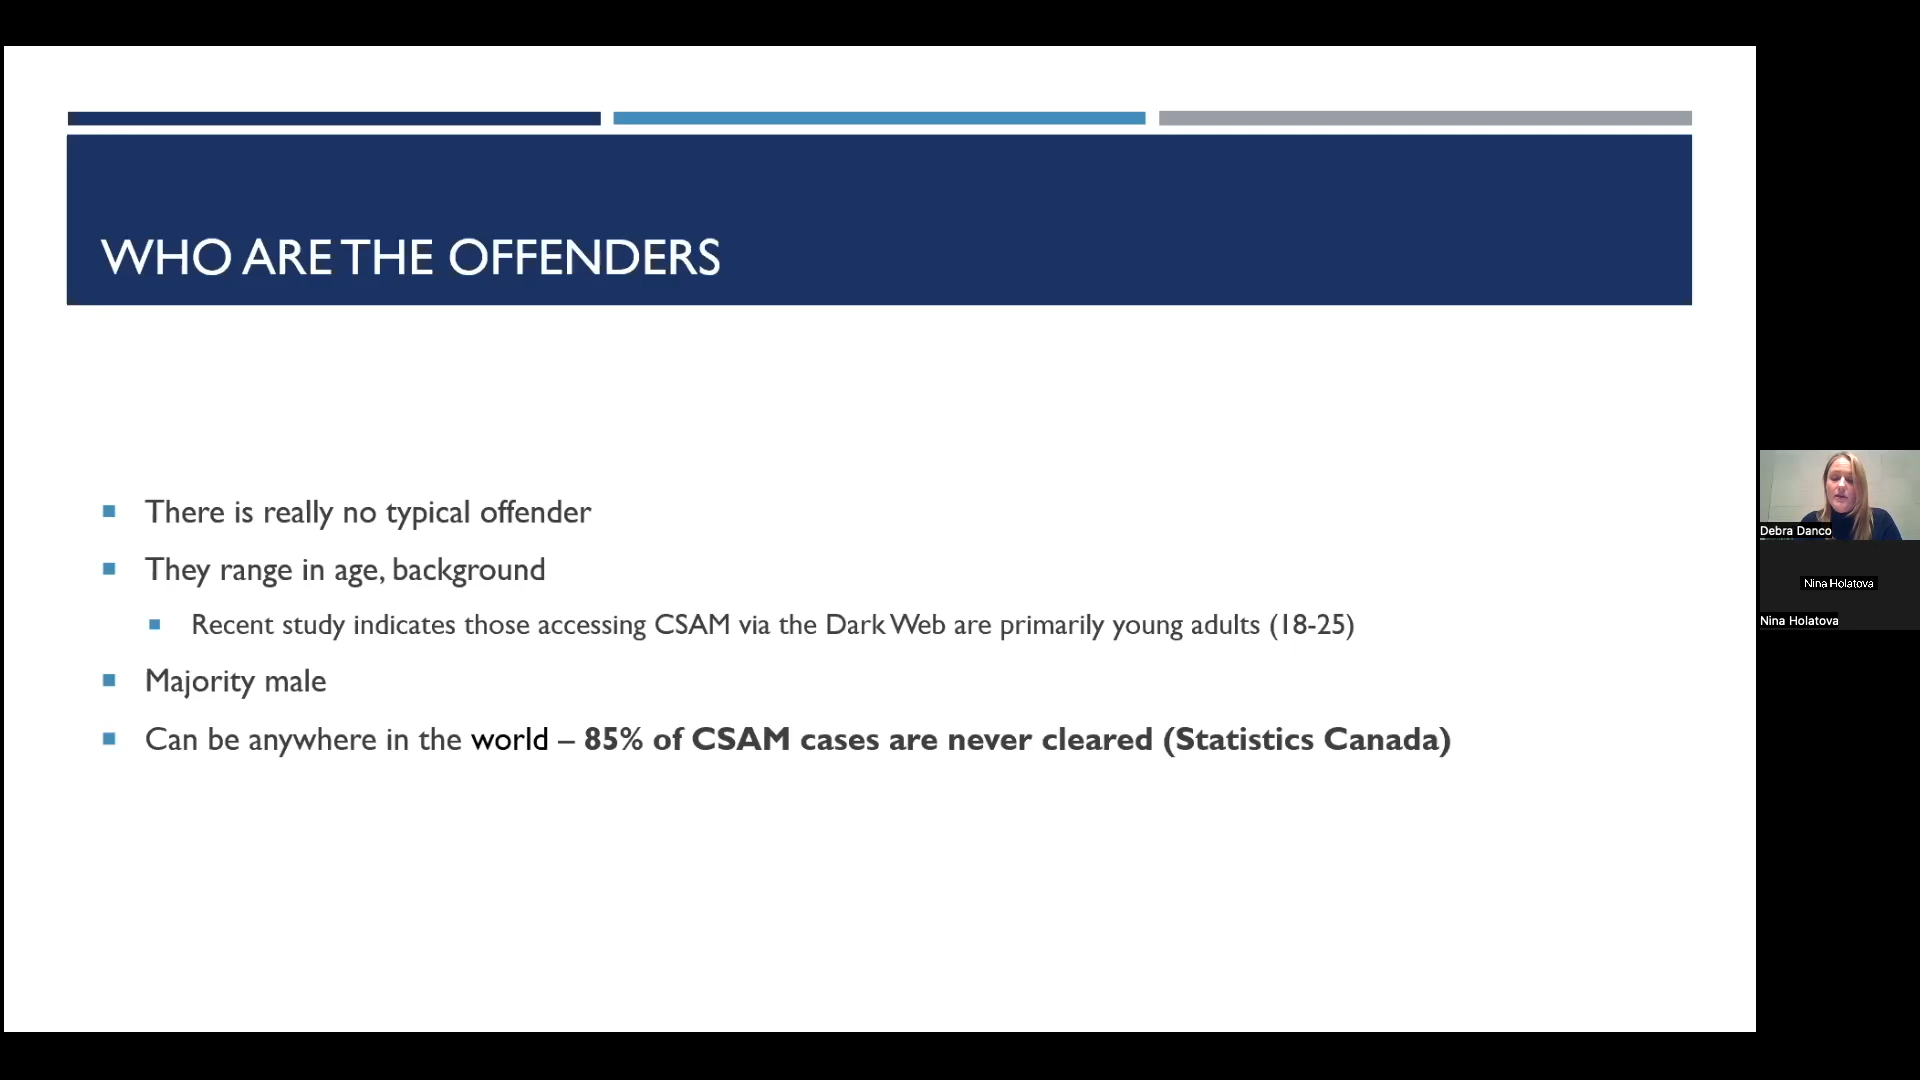 WHO ARE THE OFFENDERS
There is really no typical offender
They range in age, background
Recent study indicates those accessing CSAM via the Dark Web are primarily young adults (18-25)
Majority male
Can be anywhere in the world – 85% of CSAM cases are never cleared (Statistics Canada)
Debra Danco
Nina Holatova
Nina Holatova